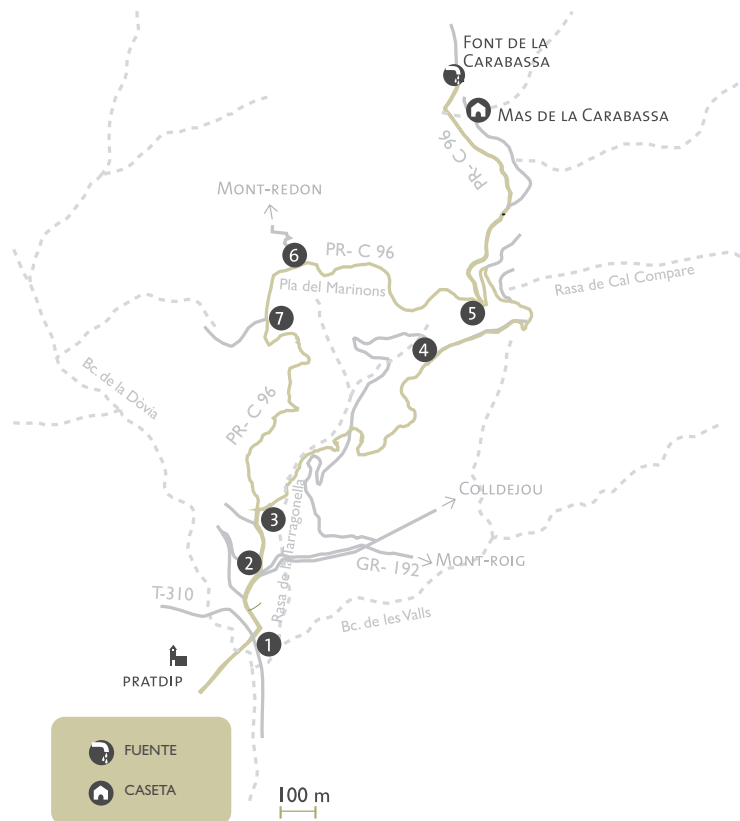 FONT DE LA
CARABASSA
MAS DE LA CARABASSA
PR- C 96
MONT-REDON
6
PR- C 96
Pla del Marinons
Rasa de Cal Compare
7
5
4
Bc. de la Dòvia
PR- C 96
COLLDEJOU
3
Rasa de la Tarragonella
2
GR- 192
MONT-ROIG
T-310
Bc. de les Valls
1
PRATDIP
FUENTE
CASETA
100 m